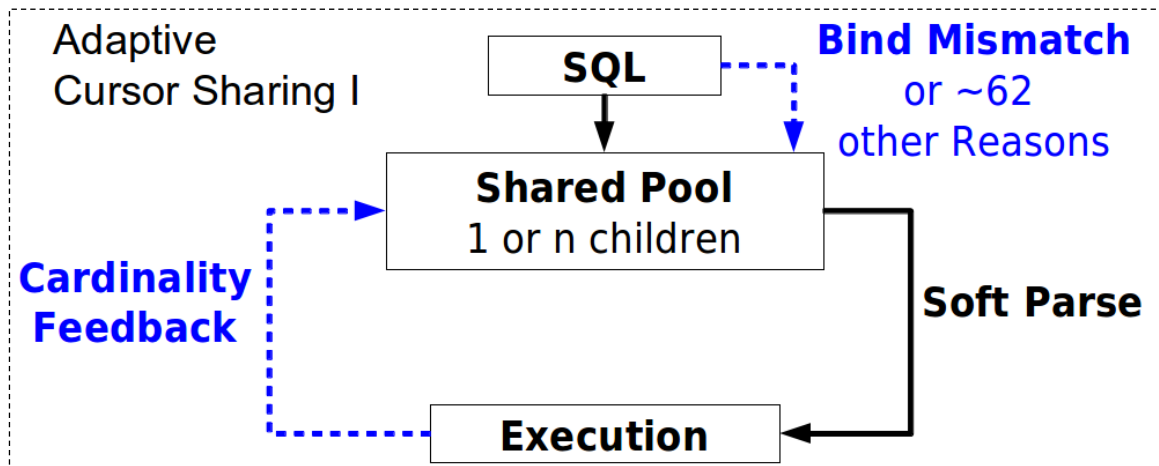 Adaptive
Cursor Sharing I
SQL
Bind Mismatch
or ~62
other Reasons
Shared Pool
1 or n children
Cardinality
Feedback
Soft Parse
Execution